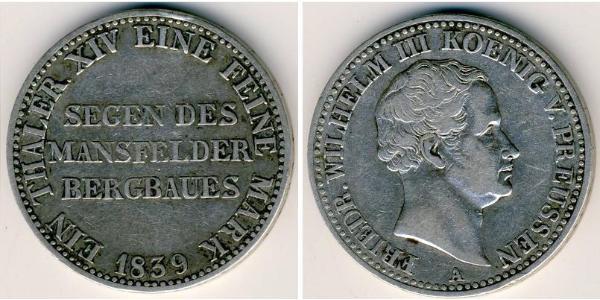 EIN THALER XIV EINE FEINE MARK
SEGEN DES
MANSFELDER
BERGBAUES
1839
FRIEDR. WILHELM III KOENIG V. PREUSSEN
A